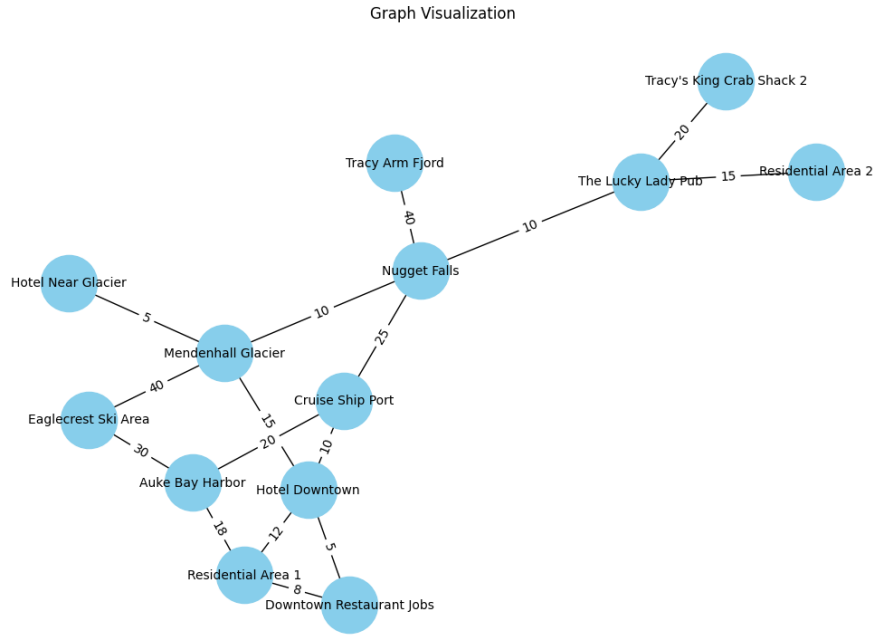 Graph Visualization
Tracy's King Crab Shack 2
20
Tracy Arm Fjord
The Lucky Lady Pub
15
Residential Area 2
40
10
Nugget Falls
Hotel Near Glacier
5
10
25
Mendenhall Glacier
40
Cruise Ship Port
Eaglecrest Ski Area
15
30
20
10
Auke Bay Harbor
Hotel Downtown
18
12
5
Residential Area 1
8
Downtown Restaurant Jobs